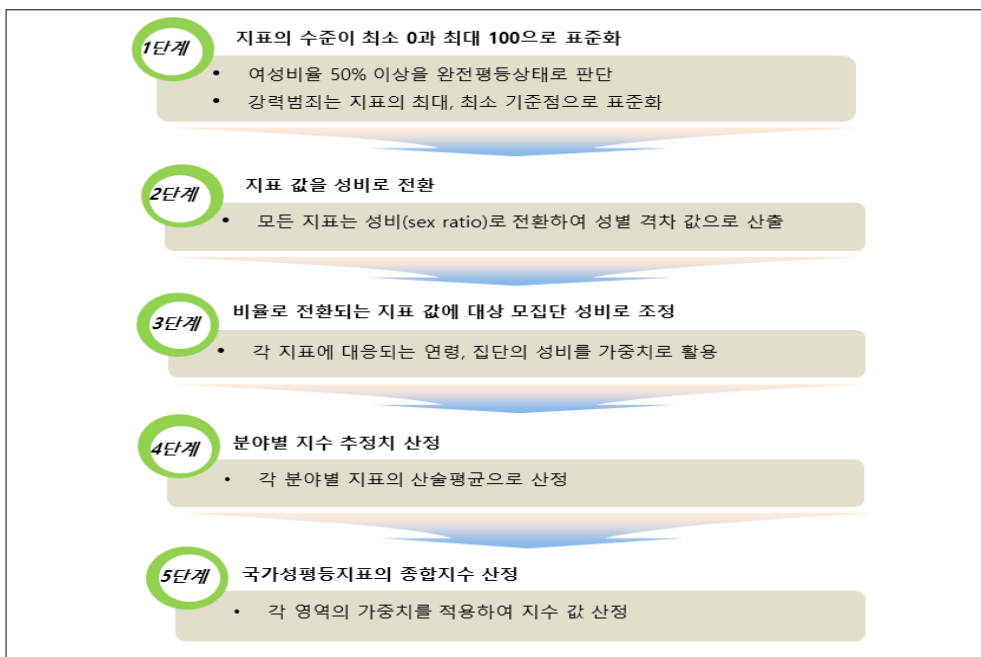 1단계
지표의 수준이 최소 0과 최대 100으로 표준화
• 여성비율 50% 이상을 완전평등상태로 판단
• 강력범죄는 지표의 최대, 최소 기준점으로 표준화
2단계
지표 값을 성비로 전환
• 모든 지표는 성비(sex ratio)로 전환하여 성별 격차 값으로 산출
3단계
비율로 전환되는 지표 값에 대상 모집단 성비로 조정
• 각 지표에 대응되는 연령, 집단의 성비를 가중치로 활용
4단계
분야별 지수 추정치 산정
• 각 분야별 지표의 산술평균으로 산정
5단계
국가성평등지표의 종합지수 산정
• 각 영역의 가중치를 적용하여 지수 값 산정